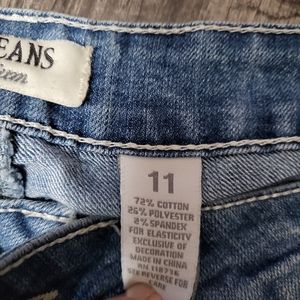 EANS
11
72% COTTON
26% POLYESTER
2% SPANDEX
FOR ELASTICITY
EXCLUSIVE OF
DECORATION
MADE IN CHINA
SEE REVERSE FOR
CARE